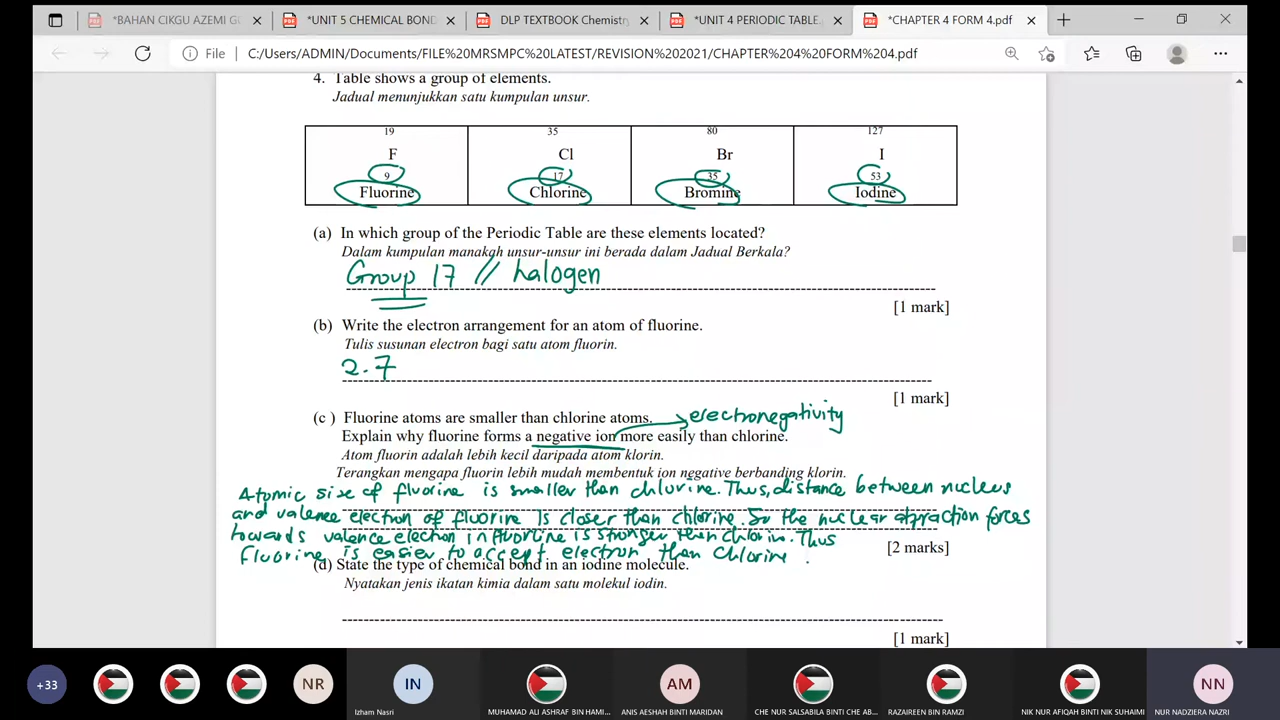 *BAHAN CIKGU AZEMI G
*UNIT 5 CHEMICAL BOND
DLP TEXTBOOK Chemistry
*UNIT 4 PERIODIC TABLE.
*CHAPTER 4 FORM 4.pdf
File
C:/Users/ADMIN/Documents/FILE%20MRSMPC%20LATEST/REVISION%202021/CHAPTER%204%20FORM%204.pdf
4. Table shows a group of elements.
Jadual menunjukkan satu kumpulan unsur.
19 35 80 127
F Cl Br I
9 17 35 53
Fluorine Chlorine Bromine Iodine
(a) In which group of the Periodic Table are these elements located?
Dalam kumpulan manakah unsur-unsur ini berada dalam Jadual Berkala?
Group 17 // halogen
[1 mark]
(b) Write the electron arrangement for an atom of fluorine.
Tulis susunan electron bagi satu atom fluorin.
2.7
[1 mark]
(c ) Fluorine atoms are smaller than chlorine atoms.
electronegativity
Explain why fluorine forms a negative ion more easily than chlorine.
Atom fluorin adalah lebih kecil daripada atom klorin.
Terangkan mengapa fluorin lebih mudah membentuk ion negative berbanding klorin.
Atomic size of fluorine is smaller than chlorine. Thus, distance between nucleus
and valence electron of fluorine is closer than chlorine. So the nuclear attraction forces
towards valence electron in fluorine is stronger than chlorin. Thus
fluorine is easier to accept electron than chlorine.
[2 marks]
(d) State the type of chemical bond in an iodine molecule.
Nyatakan jenis ikatan kimia dalam satu molekul iodin.
[1 mark]
+33
NR
IN
AM
NN
Izham Nasri
MUHAMAD ALI ASHRAF BIN HAMI...
ANIS AESHAH BINTI MARIDAN
CHE NUR SALSABILA BINTI CHE AB...
RAZAIREEN BIN RAMZI
NIK NUR AFIQAH BINTI NIK SUHAIMI
NUR NADZIERA NAZRI